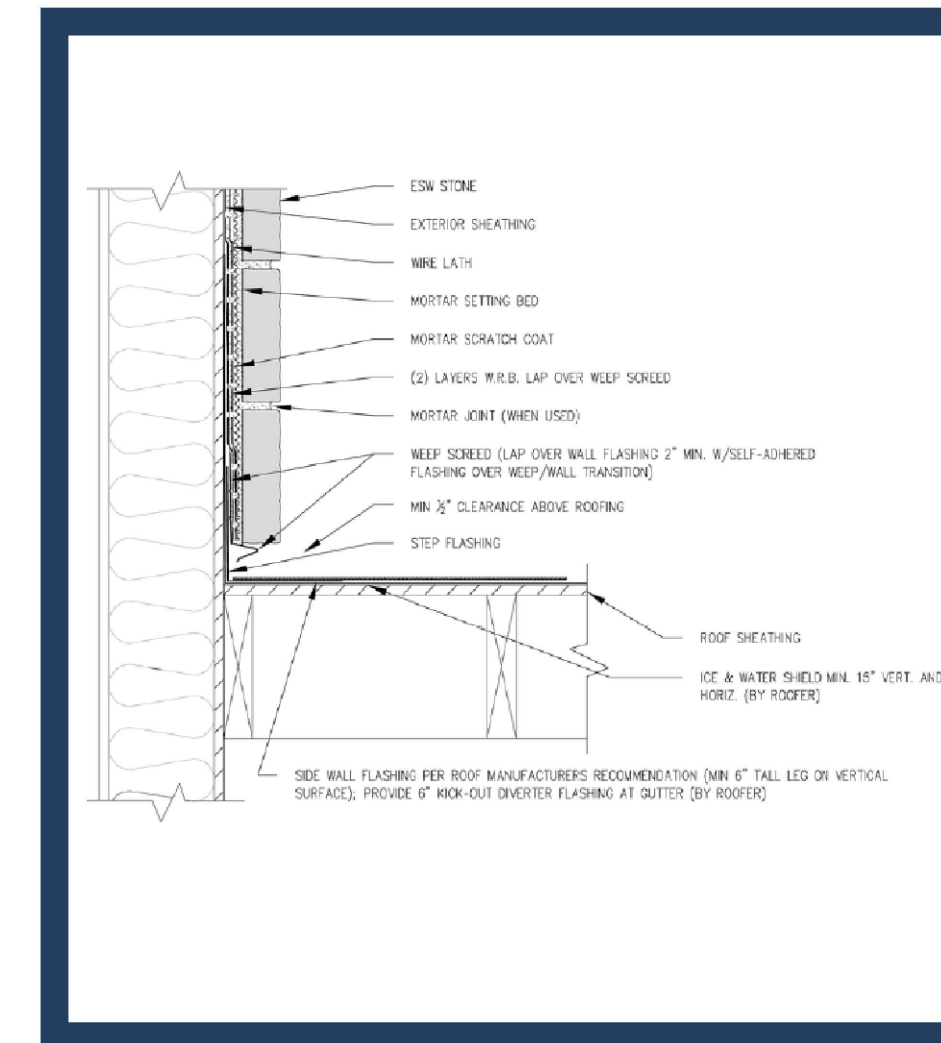 ESW STONE
EXTERIOR SHEATHING
WIRE LATH
MORTAR SETTING BED
MORTAR SCRATCH COAT
(2) LAYERS W.R.B. LAP OVER WEEP SCREED
MORTAR JOINT (WHEN USED)
WEEP SCREED (LAP OVER WALL FLASHING 2" MIN. W/SELF-ADHERED
FLASHING OVER WEEP/WALL TRANSITION)
MIN ½" CLEARANCE ABOVE ROOFING
STEP FLASHING
ROOF SHEATHING
ICE & WATER SHIELD MIN. 15" VERT. AND
HORIZ. (BY ROOFER)
SIDE WALL FLASHING PER ROOF MANUFACTURERS RECOMMENDATION (MIN 6" TALL LEG ON VERTICAL
SURFACE); PROVIDE 6" KICK-OUT DIVERTER FLASHING AT GUTTER (BY ROOFER)